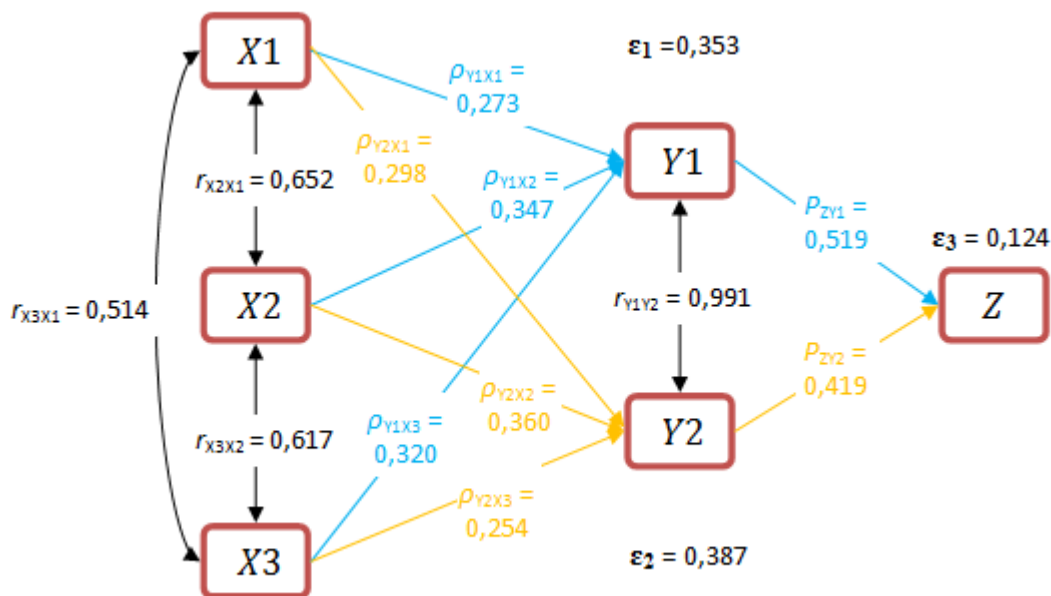 X1
ε₁ =0,353
ρY1X1 =
0,273
ρY2X1 =
0,298
Y1
rX2X1 = 0,652
ρY1X2 =
0,347
PZY1 =
0,519
ε₃ = 0,124
X2
rY1Y2 = 0,991
Z
rX3X1 = 0,514
PZY2 =
0,419
ρY2X2 =
0,360
Y2
ρY1X3 =
0,320
rX3X2 = 0,617
ρY2X3 =
0,254
X3
ε₂ = 0,387